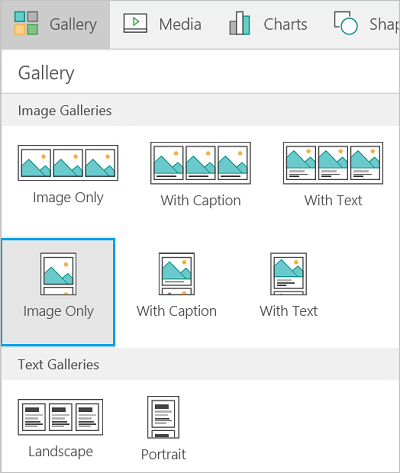 Gallery Media Charts
Gallery
Image Galleries
Image Only With Caption With Text
Image Only With Caption With Text
Text Galleries
Landscape Portrait